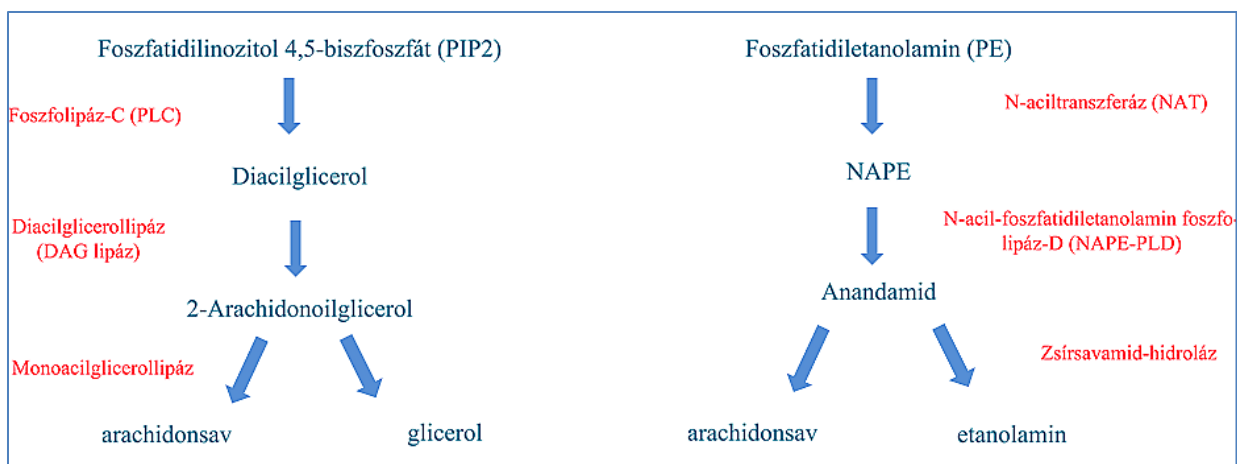 Foszfatidilinozitol 4,5-biszfoszfát (PIP2)
Foszfolipáz-C (PLC)
Diacilglicerol
Diacilglicerollipáz
(DAG lipáz)
2-Arachidonoilglicerol
Monoacilglicerollipáz
arachidonsav
glicerol
Foszfatidiletanolamin (PE)
N-aciltranszferáz (NAT)
NAPE
N-acil-foszfatidiletanolamin foszfo-
lipáz-D (NAPE-PLD)
Anandamid
Zsírsavamid-hidroláz
arachidonsav
etanolamin